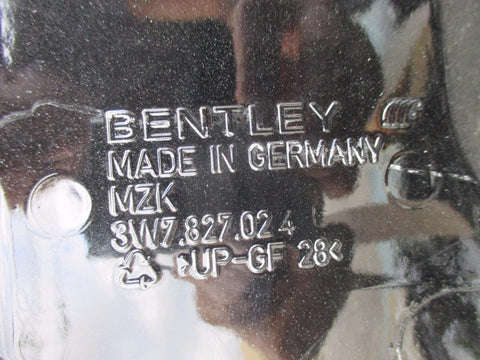 BENTLEY
MADE IN GERMANY
MZK
3W7.827.024
>UP-GF 28<